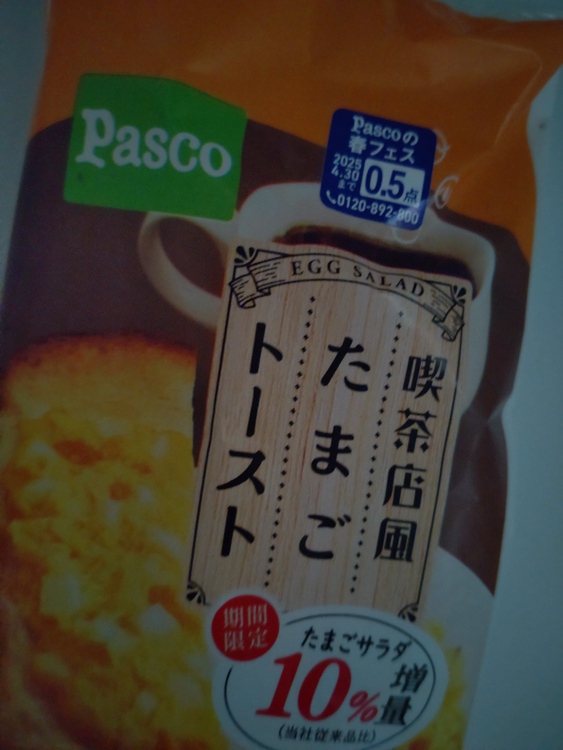 Pasco
Pascoの
春フェス
2025
4.30
まで
0.5点
0120-892-800
EGG SALAD
喫茶店風
たまご
トースト
期間
限定
たまごサラダ
10%
増量
(当社従来品比)